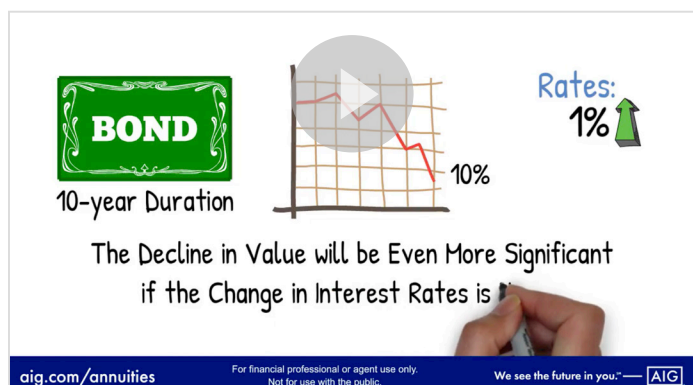 BOND
10-year Duration
10%
Rates:
1%
The Decline in Value will be Even More Significant
if the Change in Interest Rates is
aig.com/annuities
For financial professional or agent use only.
Not for use with the public.
We see the future in you.℠
AIG